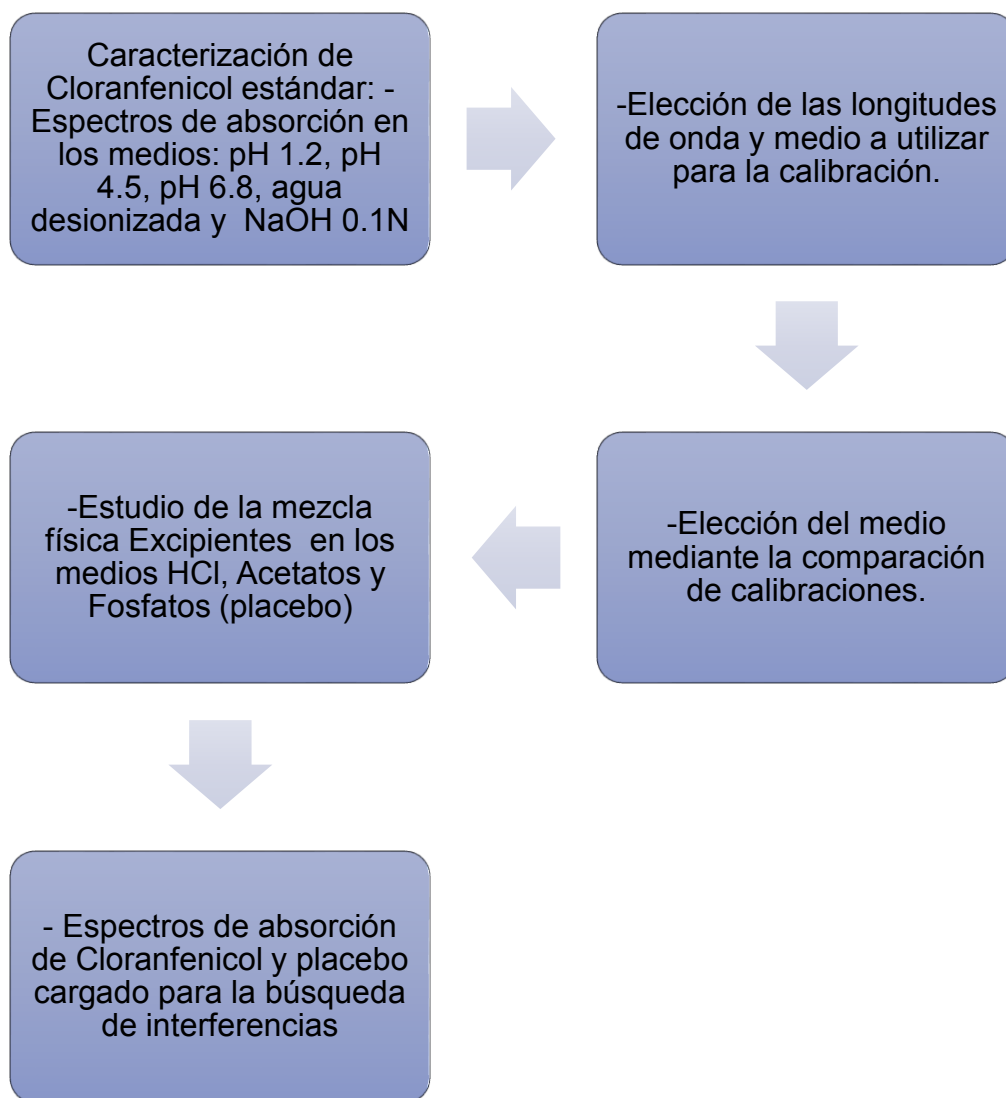 Caracterización de
Cloranfenicol estándar: -
Espectros de absorción en
los medios: pH 1.2, pH
4.5, pH 6.8, agua
desionizada y  NaOH 0.1N
-Elección de las longitudes
de onda y medio a utilizar
para la calibración.
-Elección del medio
mediante la comparación
de calibraciones.
-Estudio de la mezcla
física Excipientes  en los
medios HCl, Acetatos y
Fosfatos (placebo)
- Espectros de absorción
de Cloranfenicol y placebo
cargado para la búsqueda
de interferencias